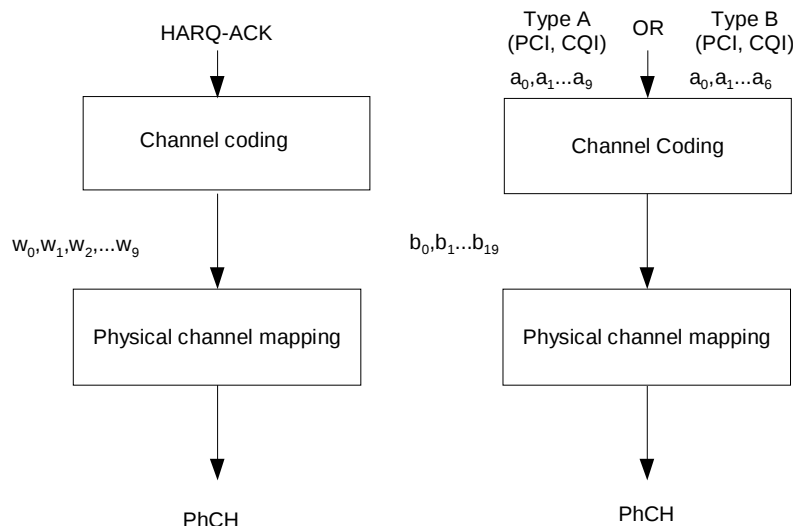 HARQ-ACK
Channel coding
w0,w1,w2,...w9
Physical channel mapping
PhCH
Type A OR Type B
(PCI, CQI) (PCI, CQI)
a0,a1...a9 a0,a1...a6
Channel Coding
b0,b1...b19
Physical channel mapping
PhCH